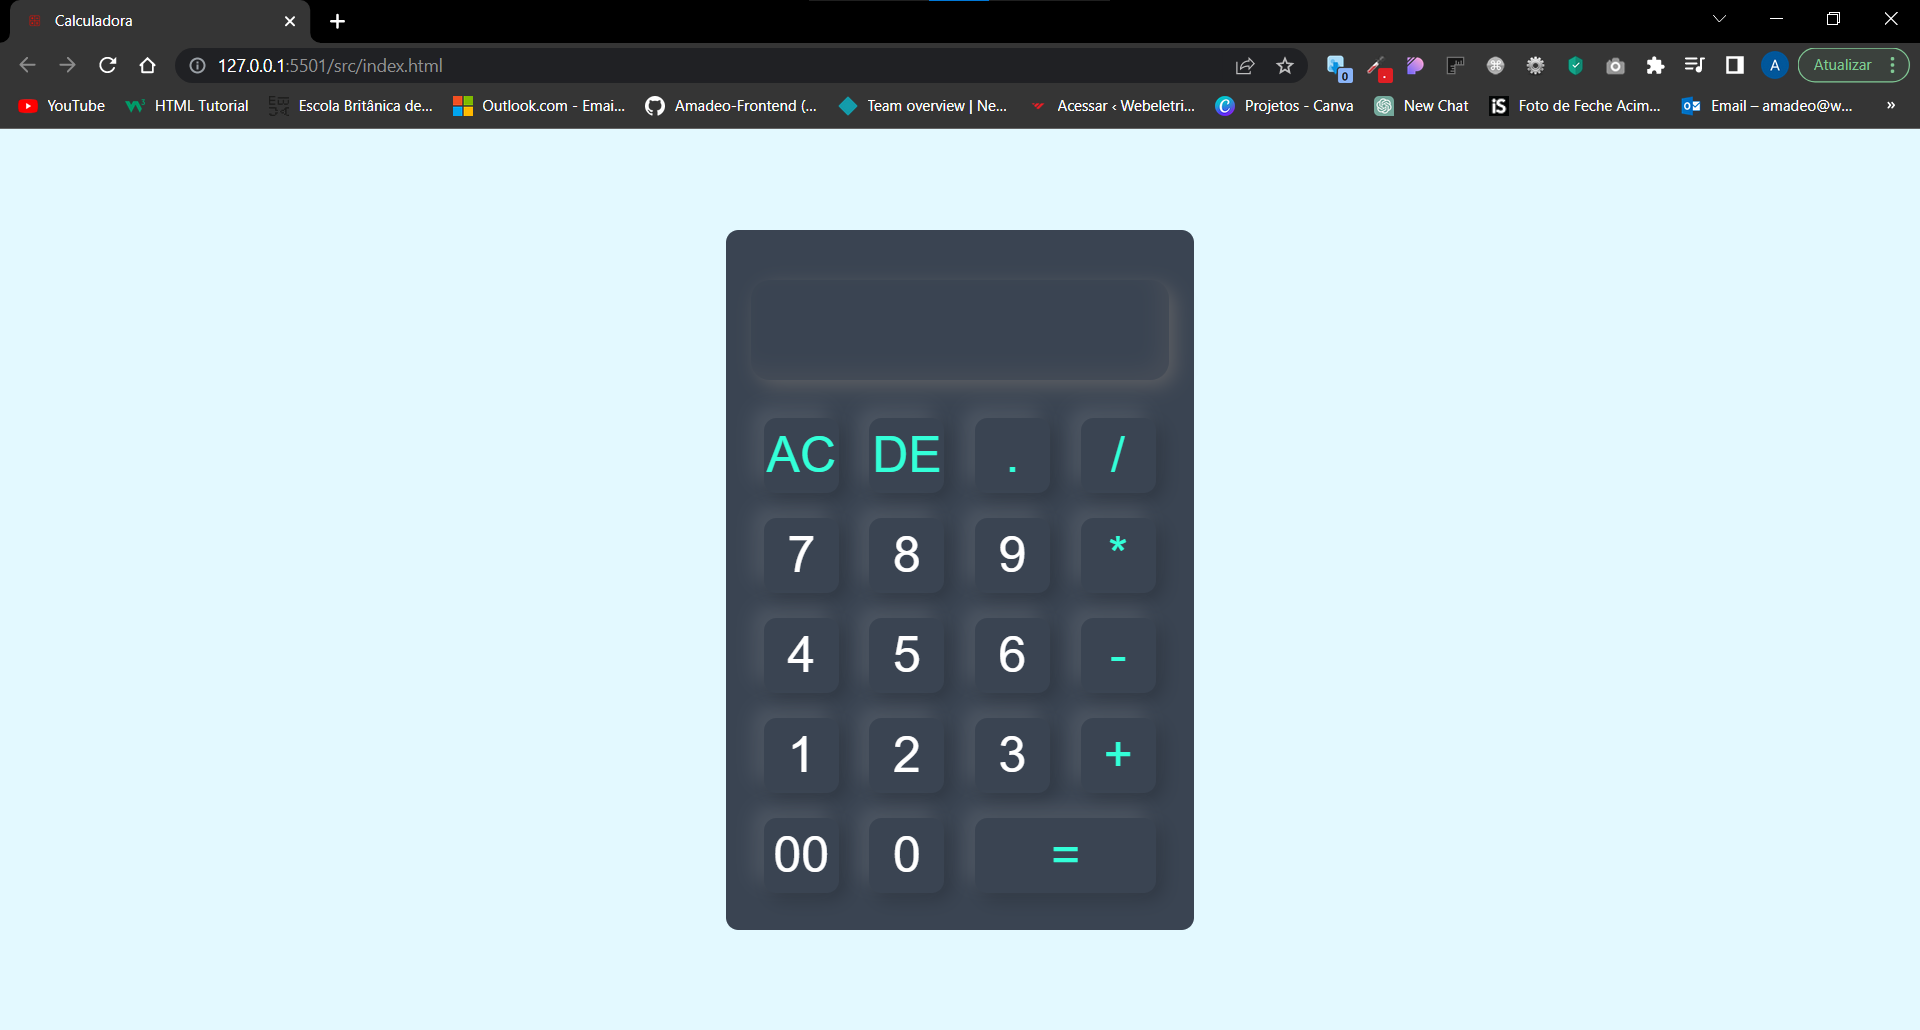 Calculadora
127.0.0.1:5501/src/index.html
0
A
Atualizar
YouTube HTML Tutorial Escola Britânica de... Outlook.com - Emai... Amadeo-Frontend (... Team overview | Ne... Acessar ‹ Webeletri... Projetos - Canva New Chat iS Foto de Feche Acim... Email – amadeo@w... »
AC DE . /
7 8 9 *
4 5 6 -
1 2 3 +
00 0 =